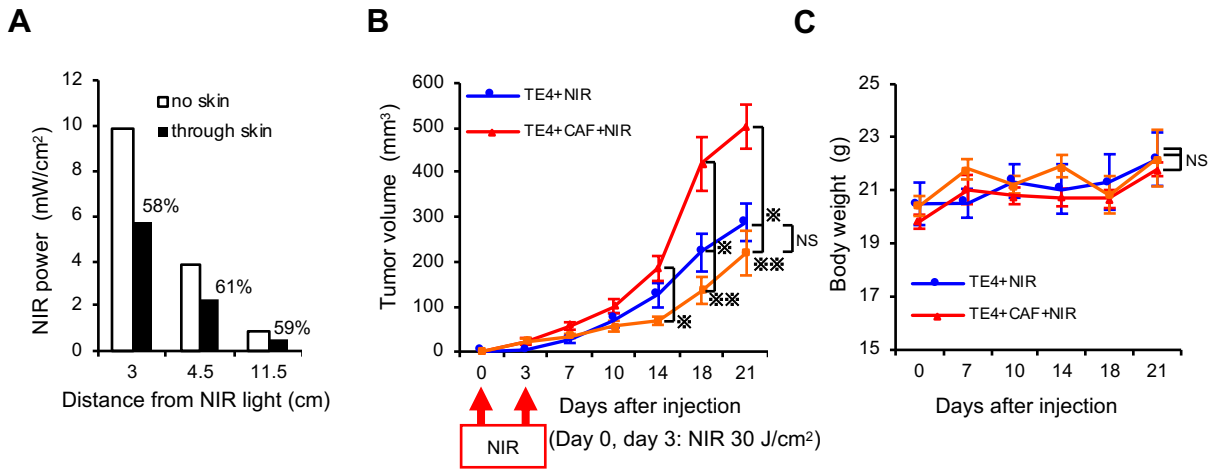 A
12
10
8
6
4
2
0
NIR power (mW/cm²)
no skin
through skin
58%
61%
59%
3 4.5 11.5
Distance from NIR light (cm)
B
600
500
400
300
200
100
0
Tumor volume (mm³)
TE4+NIR
TE4+CAF+NIR
※
※
※※
※
NS
※※
0 3 7 10 14 18 21
Days after injection
NIR
(Day 0, day 3: NIR 30 J/cm²)
C
25
23
21
19
17
15
Body weight (g)
NS
TE4+NIR
TE4+CAF+NIR
0 7 10 14 18 21
Days after injection